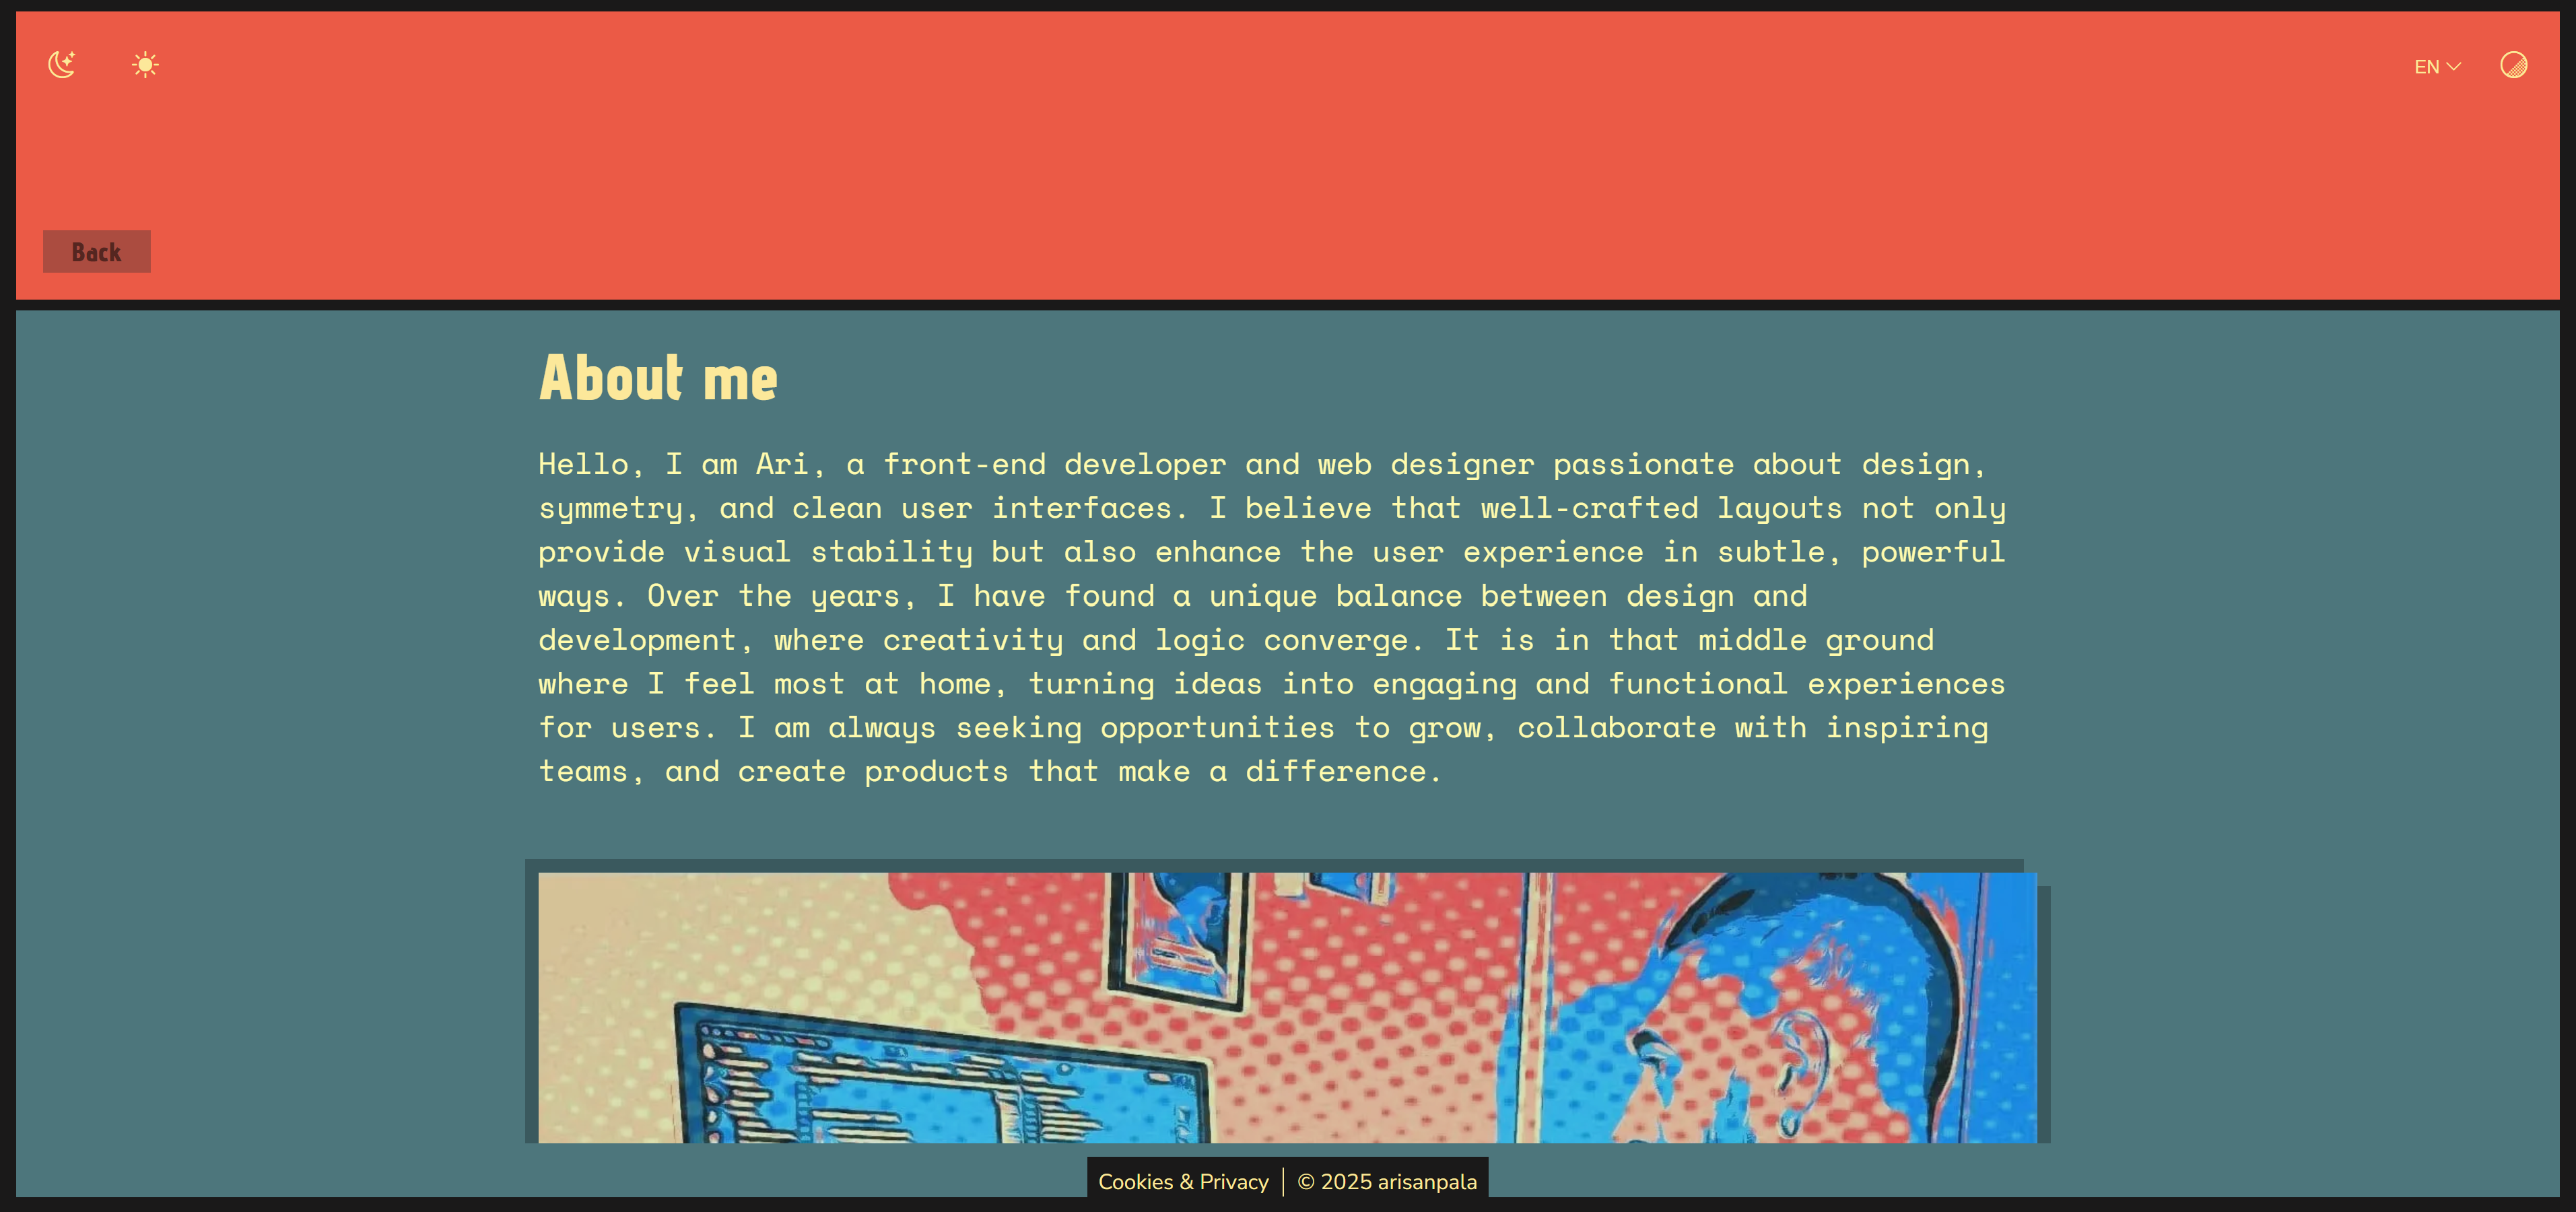 EN
Back
About me
Hello, I am Ari, a front-end developer and web designer passionate about design,
symmetry, and clean user interfaces. I believe that well-crafted layouts not only
provide visual stability but also enhance the user experience in subtle, powerful
ways. Over the years, I have found a unique balance between design and
development, where creativity and logic converge. It is in that middle ground
where I feel most at home, turning ideas into engaging and functional experiences
for users. I am always seeking opportunities to grow, collaborate with inspiring
teams, and create products that make a difference.
Cookies & Privacy | © 2025 arisanpala